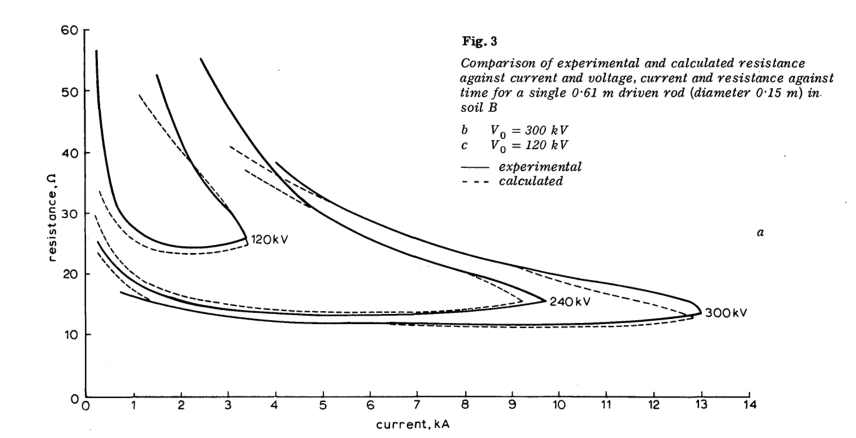 Fig. 3
Comparison of experimental and calculated resistance
against current and voltage, current and resistance against
time for a single 0·61 m driven rod (diameter 0·15 m) in
soil B
b V₀ = 300 kV
c V₀ = 120 kV
experimental
calculated
a
60
50
40
30
20
10
0
resistance, Ω
120kV
240kV
300kV
0 1 2 3 4 5 6 7 8 9 10 11 12 13 14
current, kA